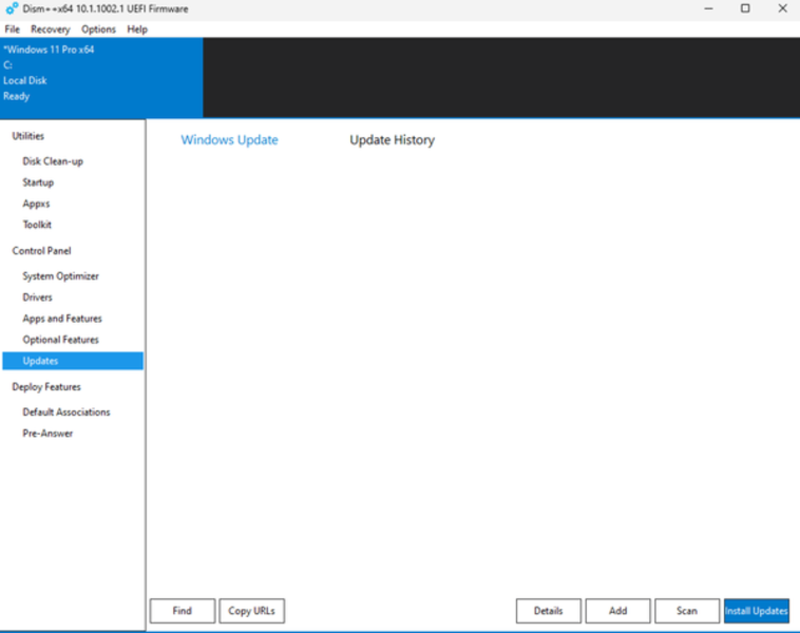 Dism++x64 10.1.1002.1 UEFI Firmware
File Recovery Options Help
*Windows 11 Pro x64
C:
Local Disk
Ready
Utilities
Disk Clean-up
Startup
Appxs
Toolkit
Control Panel
System Optimizer
Drivers
Apps and Features
Optional Features
Updates
Deploy Features
Default Associations
Pre-Answer
Windows Update Update History
Find Copy URLs Details Add Scan Install Updates